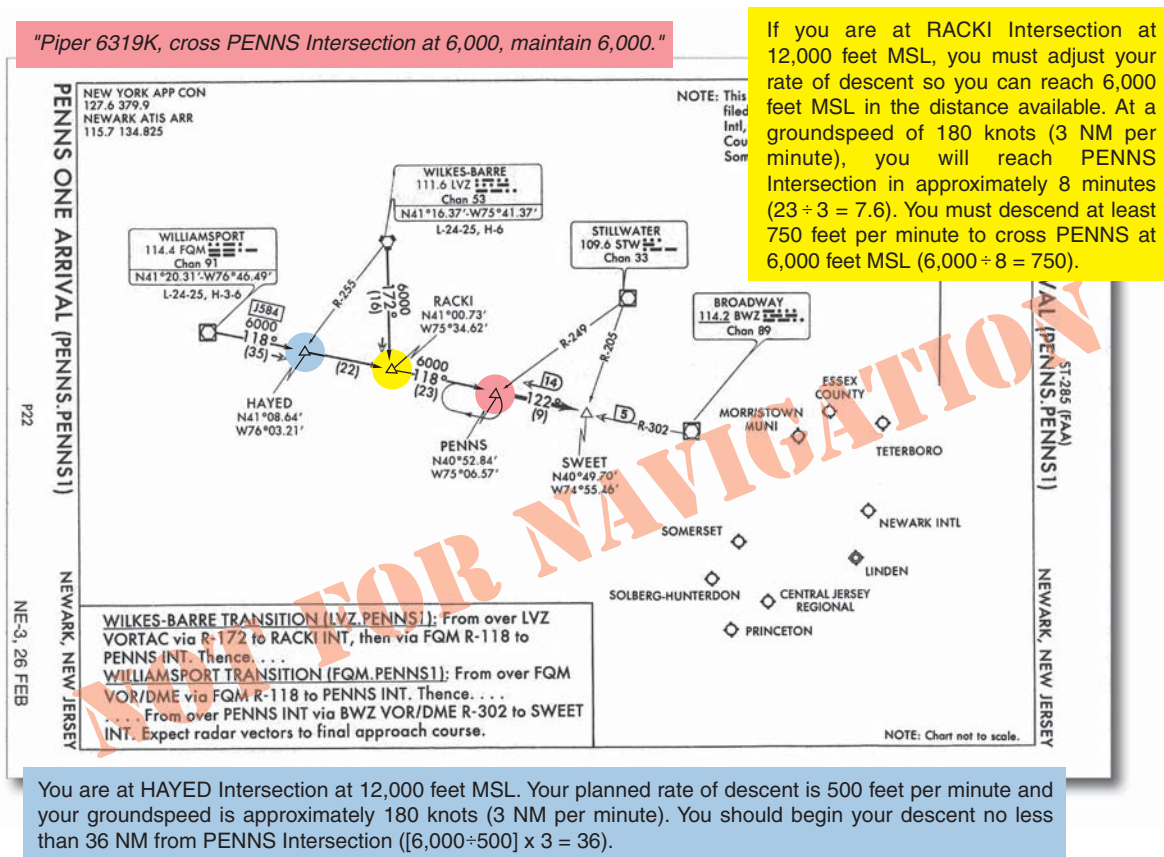 "Piper 6319K, cross PENNS Intersection at 6,000, maintain 6,000."
If you are at RACKI Intersection at
12,000 feet MSL, you must adjust your
rate of descent so you can reach 6,000
feet MSL in the distance available. At a
groundspeed of 180 knots (3 NM per
minute), you will reach PENNS
Intersection in approximately 8 minutes
(23÷3 = 7.6). You must descend at least
750 feet per minute to cross PENNS at
6,000 feet MSL (6,000÷8 = 750).
PENNS ONE ARRIVAL (PENNS.PENNS1)
P22
NEWARK, NEW JERSEY
NE-3, 26 FEB
NEW YORK APP CON
127.6 379.9
NEWARK ATIS ARR
115.7 134.825
NOTE: This
filed
Intl,
Cou
Som
WILKES-BARRE
111.6 LVZ
Chan 53
N41°16.37'-W75°41.37'
L-24-25, H-6
WILLIAMSPORT
114.4 FQM
Chan 91
N41°20.31'-W76°46.49'
L-24-25, H-3-6
STILLWATER
109.6 STW
Chan 33
BROADWAY
114.2 BWZ
Chan 89
J584
6000
118°
(35)
R-255
6000
172°
(16)
RACKI
N41°00.73'
W75°34.62'
(22)
6000
118°
(23)
R-249
R-205
14
122°
(9)
5
R-302
HAYED
N41°08.64'
W76°03.21'
PENNS
N40°52.84'
W75°06.57'
SWEET
N40°49.70'
W74°55.46'
ESSEX
COUNTY
MORRISTOWN
MUNI
TETERBORO
NEWARK INTL
SOMERSET
LINDEN
SOLBERG-HUNTERDON
CENTRAL JERSEY
REGIONAL
PRINCETON
VAL (PENNS.PENNS1)
ST-285 (FAA)
NEWARK, NEW JERSEY
NOT FOR NAVIGATION
WILKES-BARRE TRANSITION (LVZ.PENNS1): From over LVZ
VORTAC via R-172 to RACKI INT, then via FQM R-118 to
PENNS INT. Thence. . . .
WILLIAMSPORT TRANSITION (FQM.PENNS1): From over FQM
VOR/DME via FQM R-118 to PENNS INT. Thence. . . .
. . . . From over PENNS INT via BWZ VOR/DME R-302 to SWEET
INT. Expect radar vectors to final approach course.
NOTE: Chart not to scale.
You are at HAYED Intersection at 12,000 feet MSL. Your planned rate of descent is 500 feet per minute and
your groundspeed is approximately 180 knots (3 NM per minute). You should begin your descent no less
than 36 NM from PENNS Intersection ([6,000÷500] x 3 = 36).